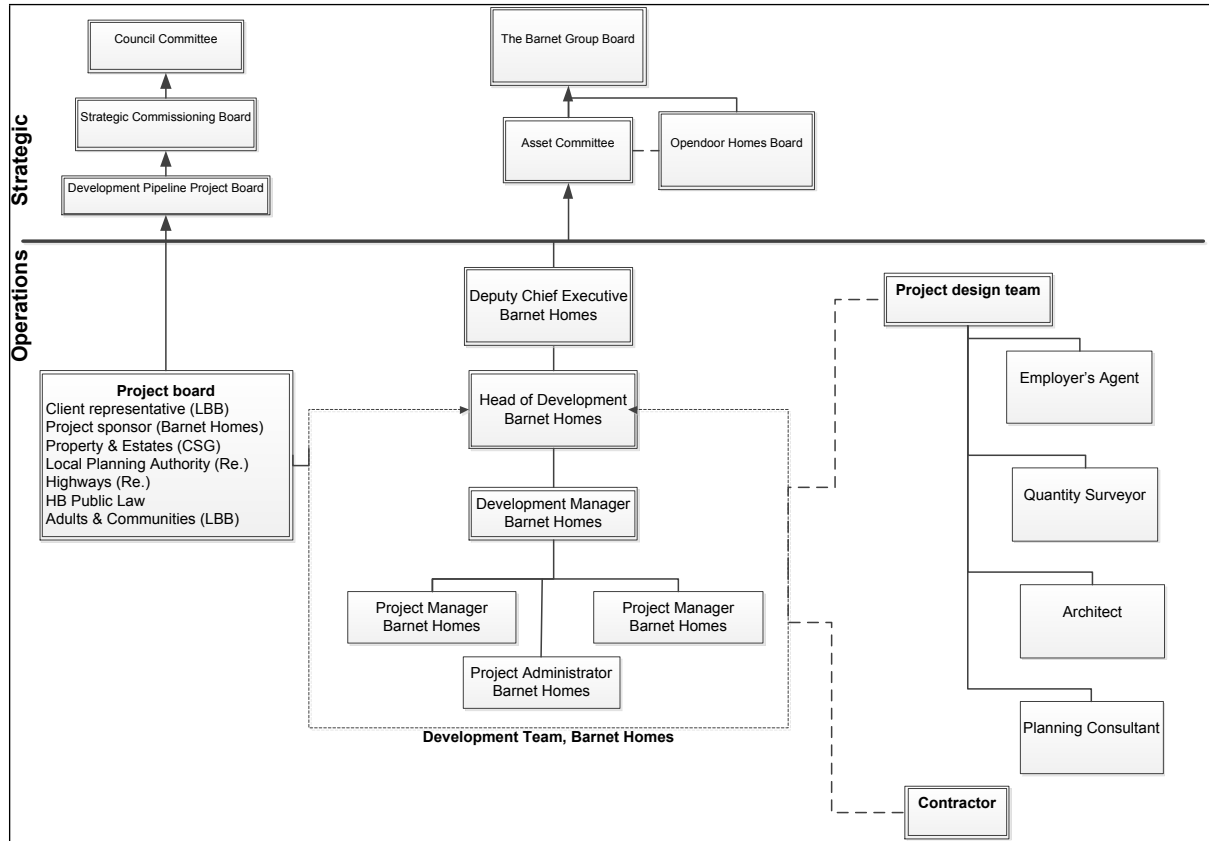 Strategic
Council Committee
Strategic Commissioning Board
Development Pipeline Project Board
The Barnet Group Board
Asset Committee
Opendoor Homes Board
Operations
Project board
Client representative (LBB)
Project sponsor (Barnet Homes)
Property & Estates (CSG)
Local Planning Authority (Re.)
Highways (Re.)
HB Public Law
Adults & Communities (LBB)
Deputy Chief Executive
Barnet Homes
Head of Development
Barnet Homes
Development Manager
Barnet Homes
Project Manager
Barnet Homes
Project Manager
Barnet Homes
Project Administrator
Barnet Homes
Development Team, Barnet Homes
Project design team
Employer's Agent
Quantity Surveyor
Architect
Planning Consultant
Contractor